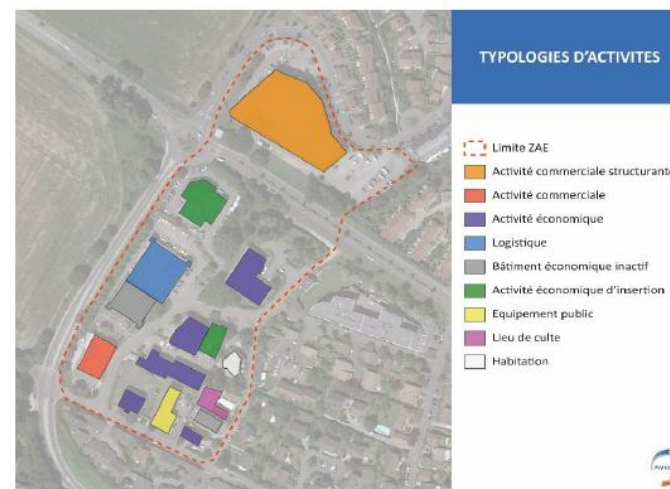 TYPOLOGIES D'ACTIVITES
Limite ZAE
Activité commerciale structurante
Activité commerciale
Activité économique
Logistique
Bâtiment économique inactif
Activité économique d'insertion
Equipement public
Lieu de culte
Habitation